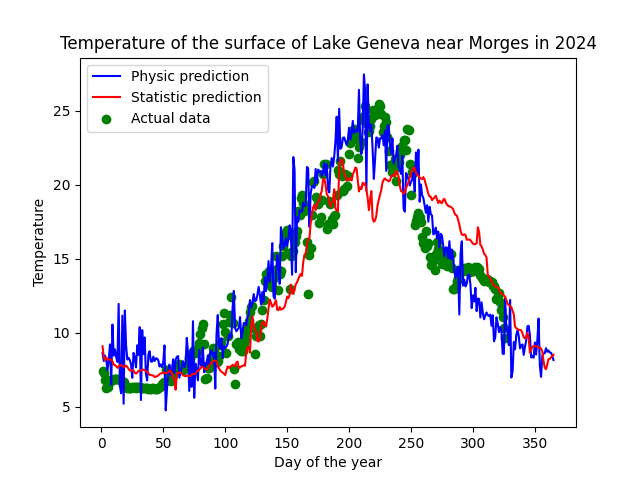 Temperature of the surface of Lake Geneva near Morges in 2024
Physic prediction
Statistic prediction
Actual data
Temperature
25
20
15
10
5
0 50 100 150 200 250 300 350
Day of the year